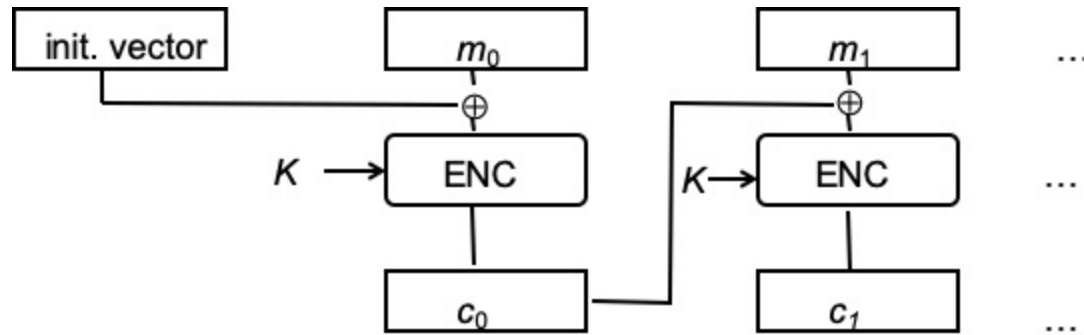 init. vector
m₀
m₁
...
⊕
⊕
K
ENC
K
ENC
...
c₀
c₁
...